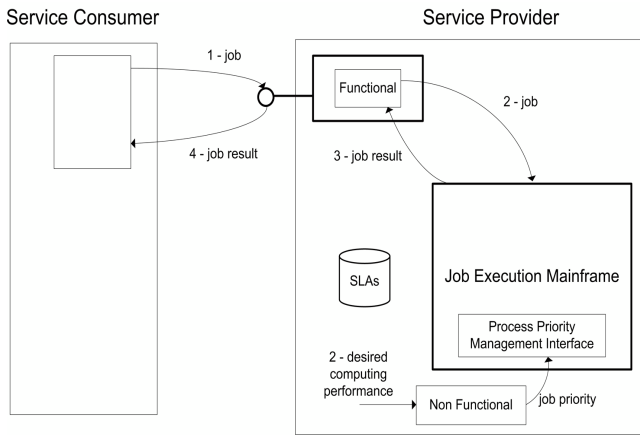 Service Consumer
Service Provider
1 - job
Functional
2 - job
4 - job result
3 - job result
SLAs
Job Execution Mainframe
Process Priority
Management Interface
2 - desired
computing
performance
Non Functional
job priority